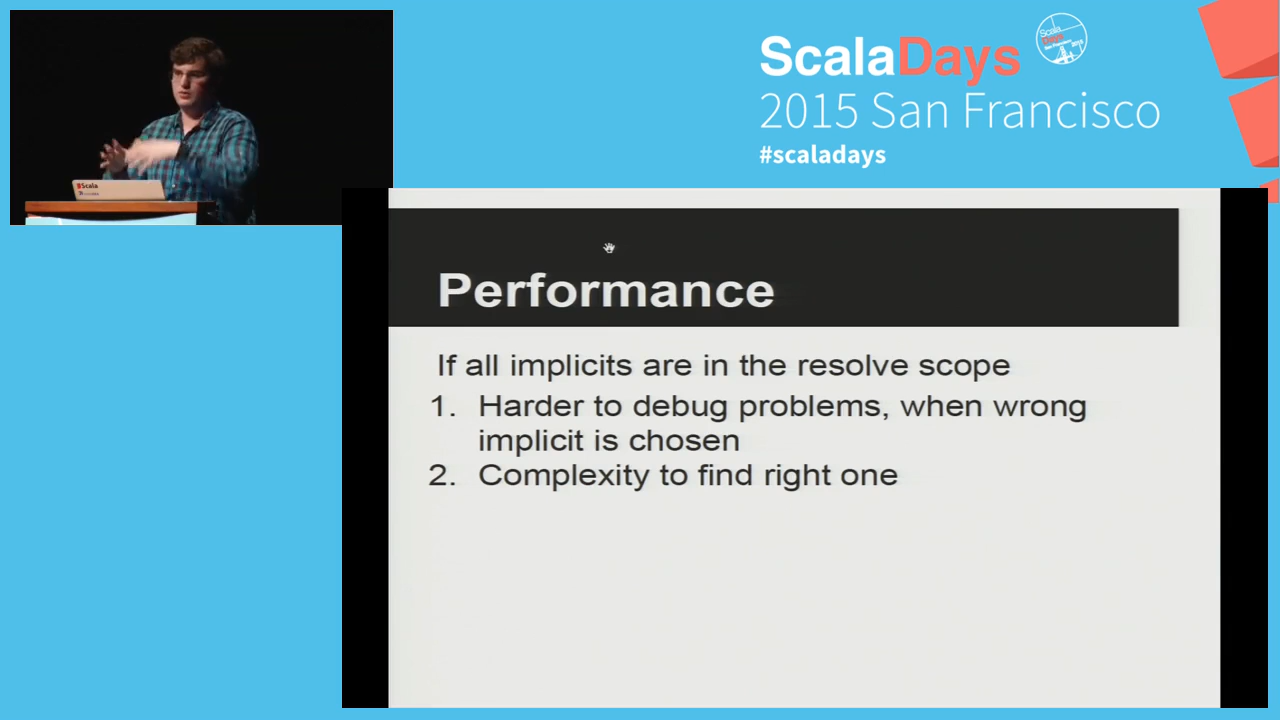 ScalaDays
2015 San Francisco
#scaladays
Scala
Performance
If all implicits are in the resolve scope
1. Harder to debug problems, when wrong
implicit is chosen
2. Complexity to find right one